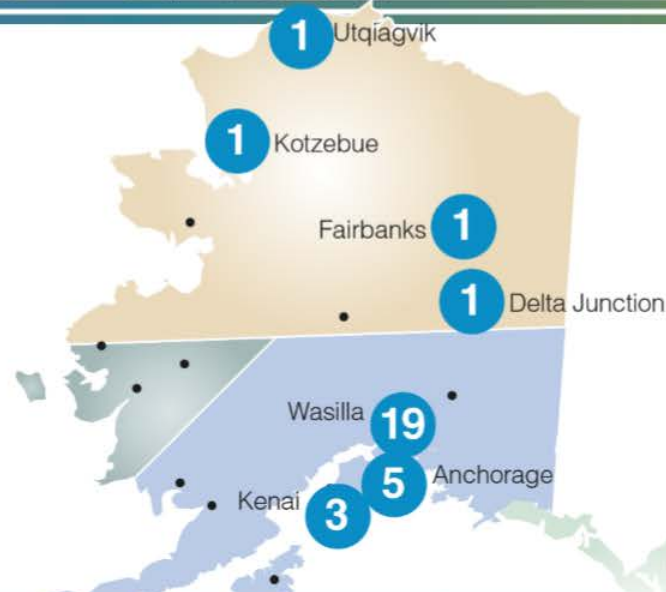 1 Utqiagvik
1 Kotzebue
Fairbanks 1
1 Delta Junction
Wasilla 19
5 Anchorage
Kenai 3